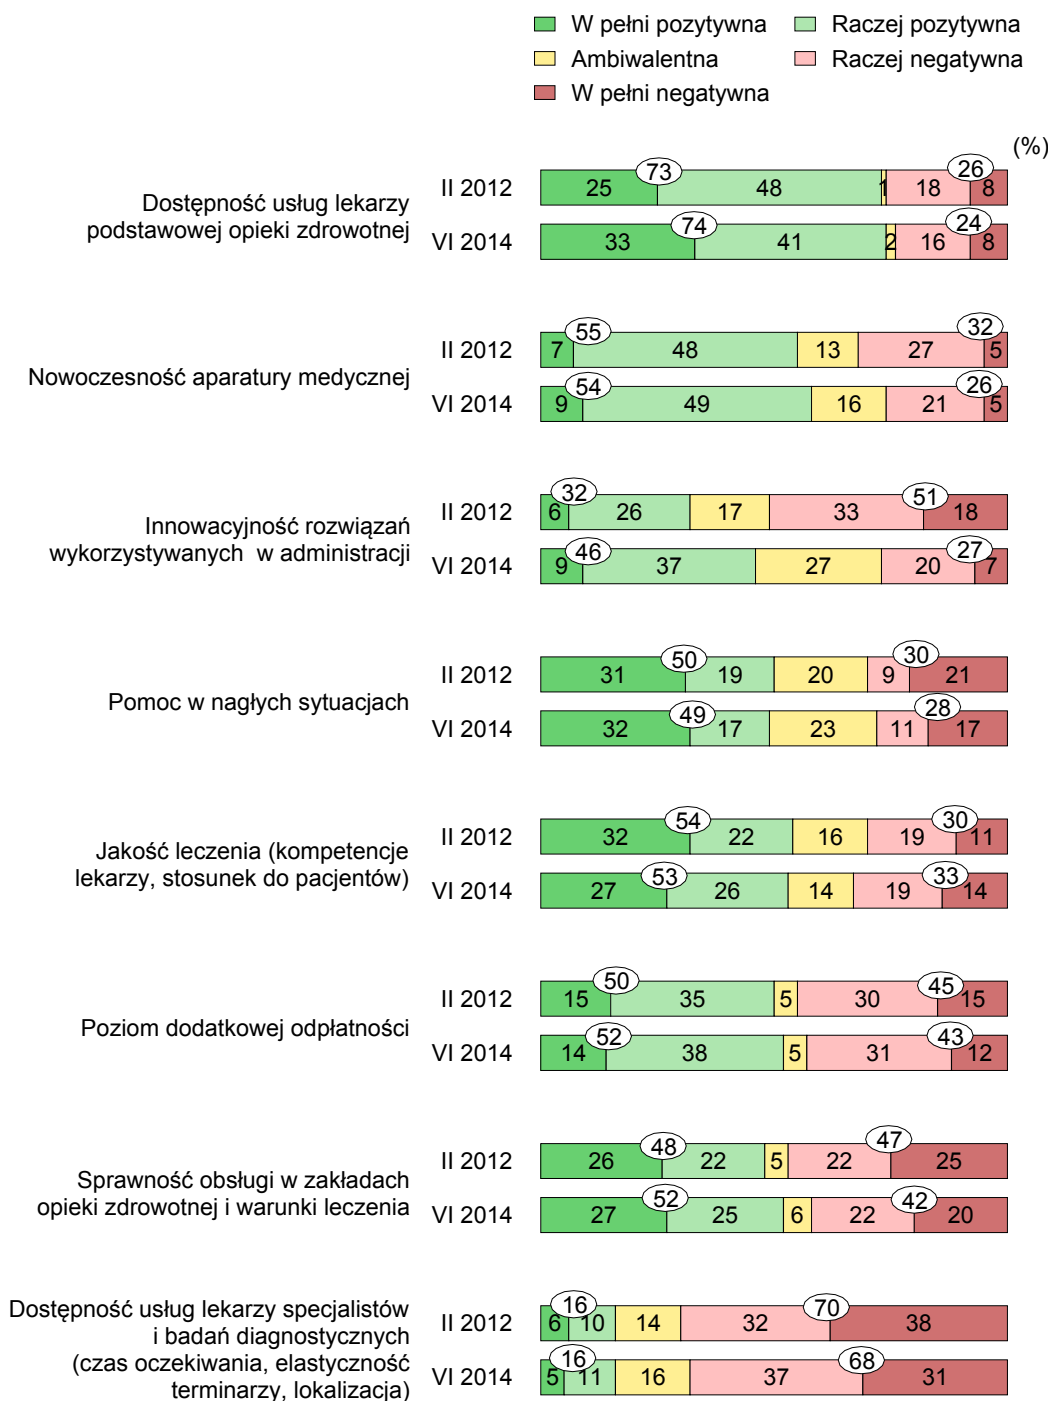 W pełni pozytywna Raczej pozytywna
Ambiwalentna Raczej negatywna
W pełni negatywna
(%)
Dostępność usług lekarzy
podstawowej opieki zdrowotnej
II 2012 25 73 48 1 18 26 8
VI 2014 33 74 41 2 16 24 8
Nowoczesność aparatury medycznej
II 2012 7 55 48 13 27 32 5
VI 2014 9 54 49 16 21 26 5
Innowacyjność rozwiązań
wykorzystywanych w administracji
II 2012 6 32 26 17 33 51 18
VI 2014 9 46 37 27 20 27 7
Pomoc w nagłych sytuacjach
II 2012 31 50 19 20 9 30 21
VI 2014 32 49 17 23 11 28 17
Jakość leczenia (kompetencje
lekarzy, stosunek do pacjentów)
II 2012 32 54 22 16 19 30 11
VI 2014 27 53 26 14 19 33 14
Poziom dodatkowej odpłatności
II 2012 15 50 35 5 30 45 15
VI 2014 14 52 38 5 31 43 12
Sprawność obsługi w zakładach
opieki zdrowotnej i warunki leczenia
II 2012 26 48 22 5 22 47 25
VI 2014 27 52 25 6 22 42 20
Dostępność usług lekarzy specjalistów
i badań diagnostycznych
(czas oczekiwania, elastyczność
terminarzy, lokalizacja)
II 2012 6 16 10 14 32 70 38
VI 2014 5 16 11 16 37 68 31